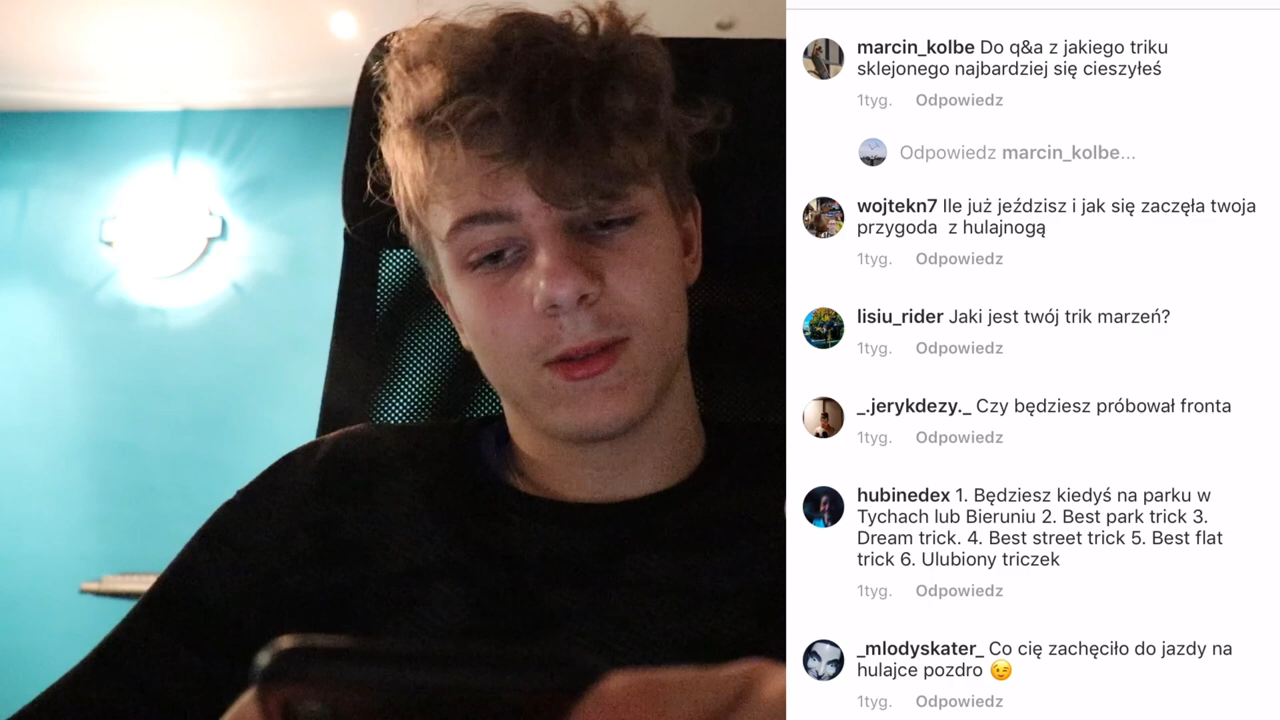 marcin_kolbe Do q&a z jakiego triku
sklejonego najbardziej się cieszyłeś
1tyg. Odpowiedz
Odpowiedz marcin_kolbe...
wojtekn7 Ile już jeździsz i jak się zaczęła twoja
przygoda z hulajnogą
1tyg. Odpowiedz
lisiu_rider Jaki jest twój trik marzeń?
1tyg. Odpowiedz
_.jerykdezy._ Czy będziesz próbował fronta
1tyg. Odpowiedz
hubinedex 1. Będziesz kiedyś na parku w
Tychach lub Bieruniu 2. Best park trick 3.
Dream trick. 4. Best street trick 5. Best flat
trick 6. Ulubiony triczek
1tyg. Odpowiedz
_mlodyskater_ Co cię zachęciło do jazdy na
hulajce pozdro 😉
1tyg. Odpowiedz